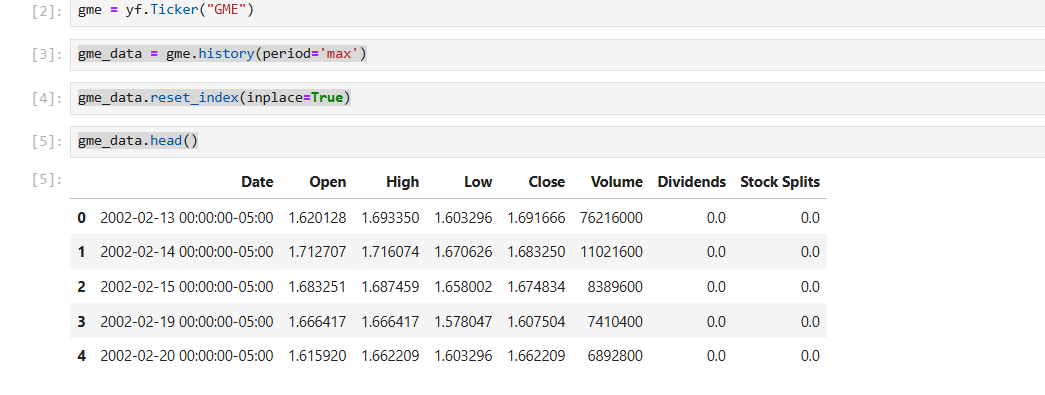 [2]: gme = yf.Ticker("GME")
[3]: gme_data = gme.history(period='max')
[4]: gme_data.reset_index(inplace=True)
[5]: gme_data.head()
[5]:
Date Open High Low Close Volume Dividends Stock Splits
0 2002-02-13 00:00:00-05:00 1.620128 1.693350 1.603296 1.691666 76216000 0.0 0.0
1 2002-02-14 00:00:00-05:00 1.712707 1.716074 1.670626 1.683250 11021600 0.0 0.0
2 2002-02-15 00:00:00-05:00 1.683251 1.687459 1.658002 1.674834 8389600 0.0 0.0
3 2002-02-19 00:00:00-05:00 1.666417 1.666417 1.578047 1.607504 7410400 0.0 0.0
4 2002-02-20 00:00:00-05:00 1.615920 1.662209 1.603296 1.662209 6892800 0.0 0.0